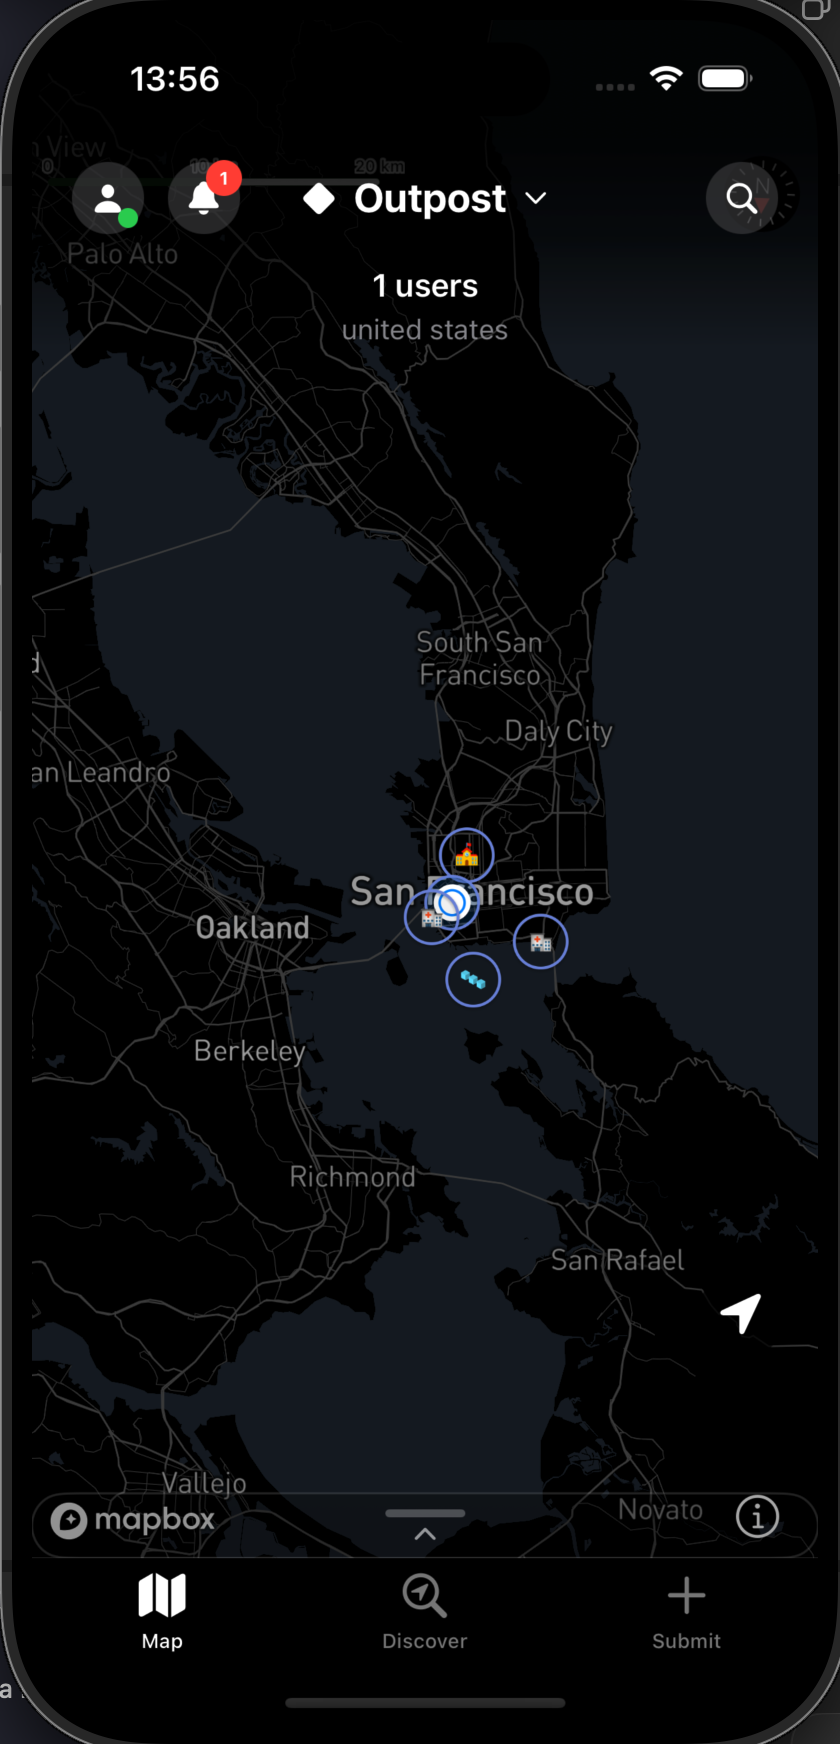 13:56
View
0
10
20 km
1
Outpost
N
Palo Alto
1 users
united states
South San
Francisco
Daly City
d
an Leandro
San Francisco
Oakland
Berkeley
Richmond
San Rafael
Vallejo
Novato
mapbox
Map
Discover
Submit
a